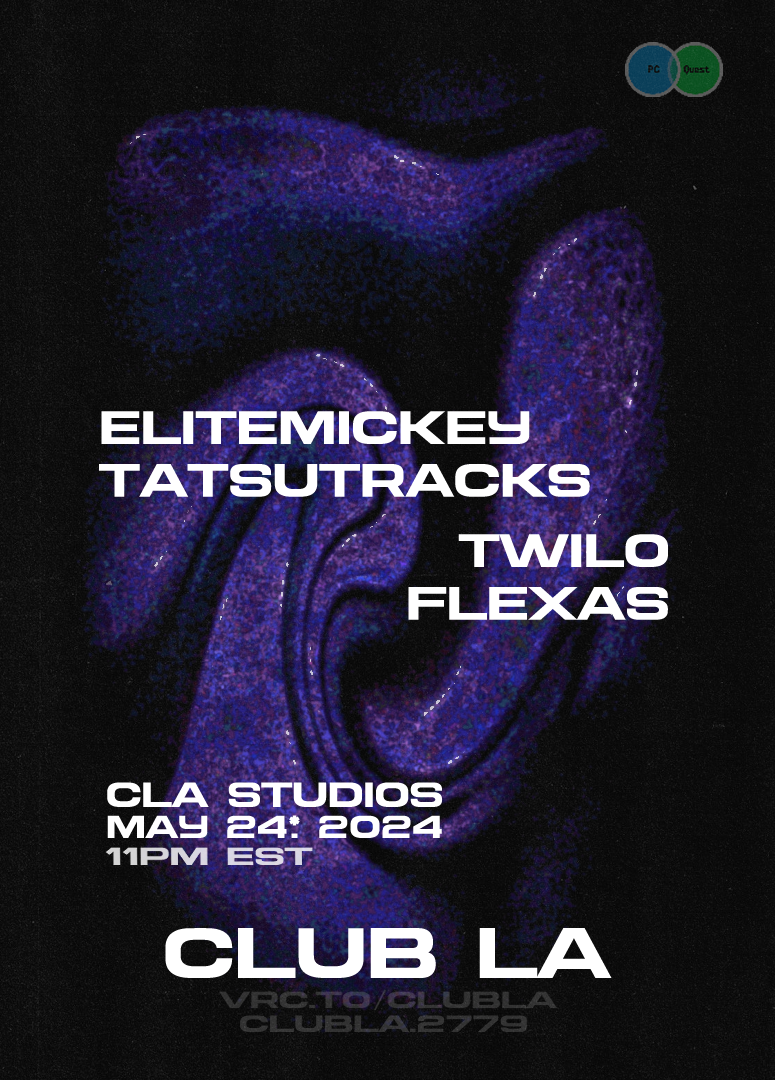 PC Quest
ELITEMICKEY
TATSUTRACKS
TWILO
FLEXAS
CLA STUDIOS
MAY 24: 2024
11PM EST
CLUB LA
VRC.TO/CLUBLA
CLUBLA.2779